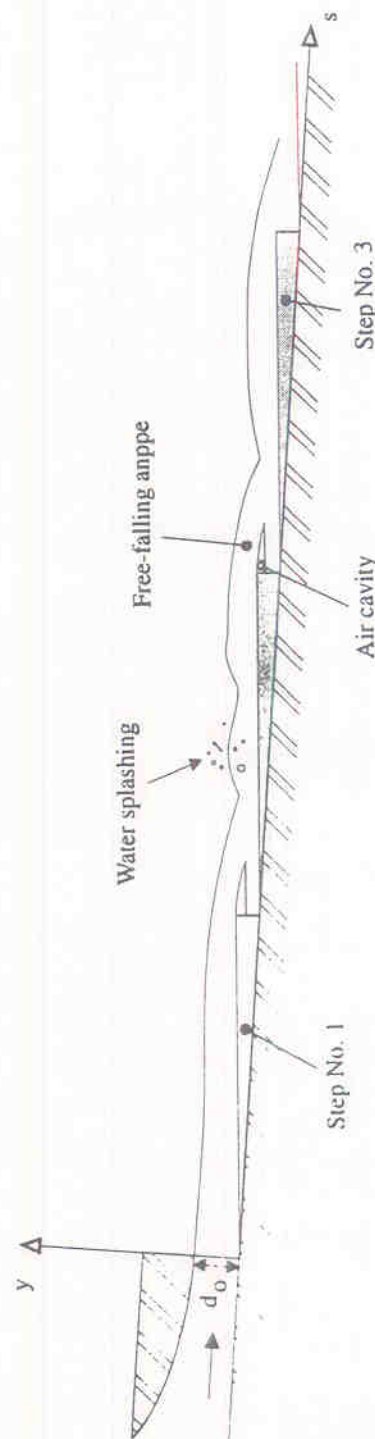 y
d o
Step No. 1
Water splashing
Free-falling anppe
Air cavity
Step No. 3
s